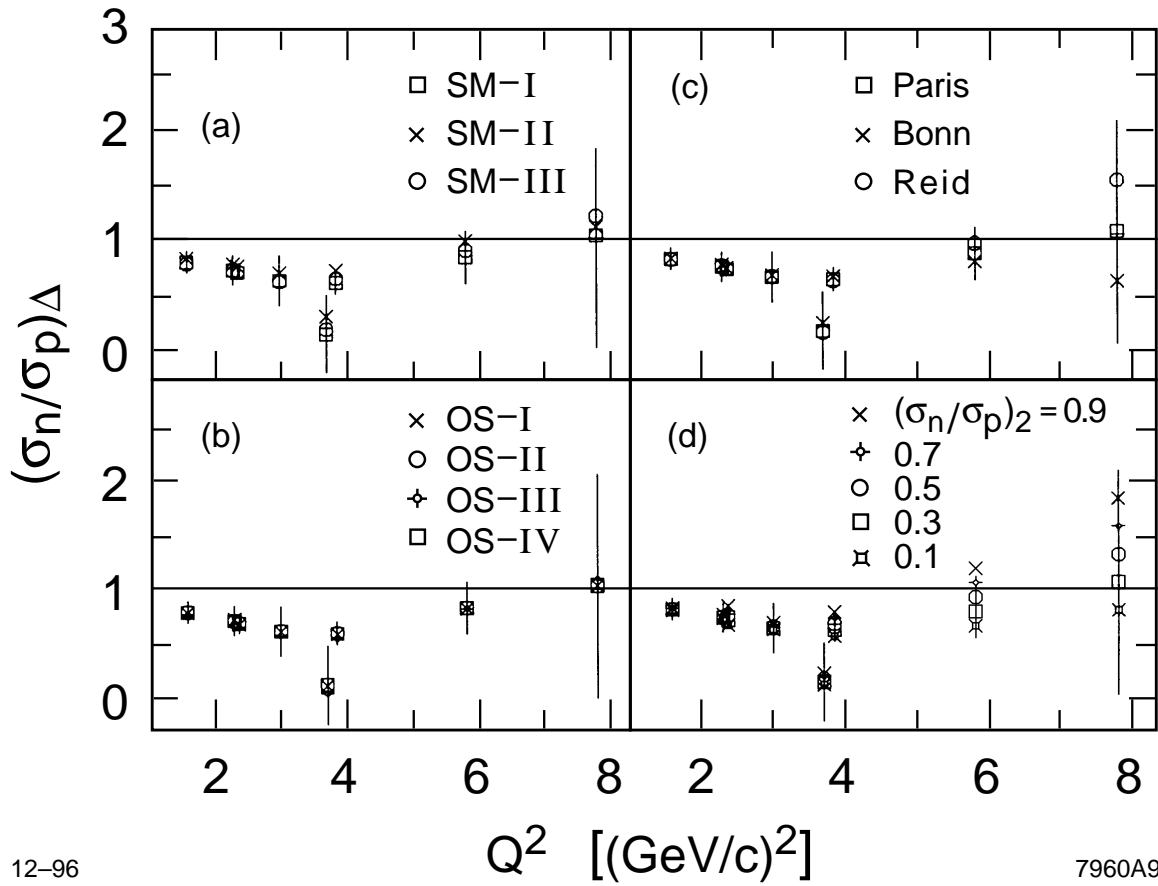 3
2
1
0
(a)
SM−I
SM−II
SM−III
(c)
Paris
Bonn
Reid
(σn/σp)Δ
2
1
0
(b)
OS−I
OS−II
OS−III
OS−IV
(d)
(σn/σp)2 = 0.9
0.7
0.5
0.3
0.1
2 4 6 8 2 4 6 8
Q² [(GeV/c)²]
12–96
7960A9